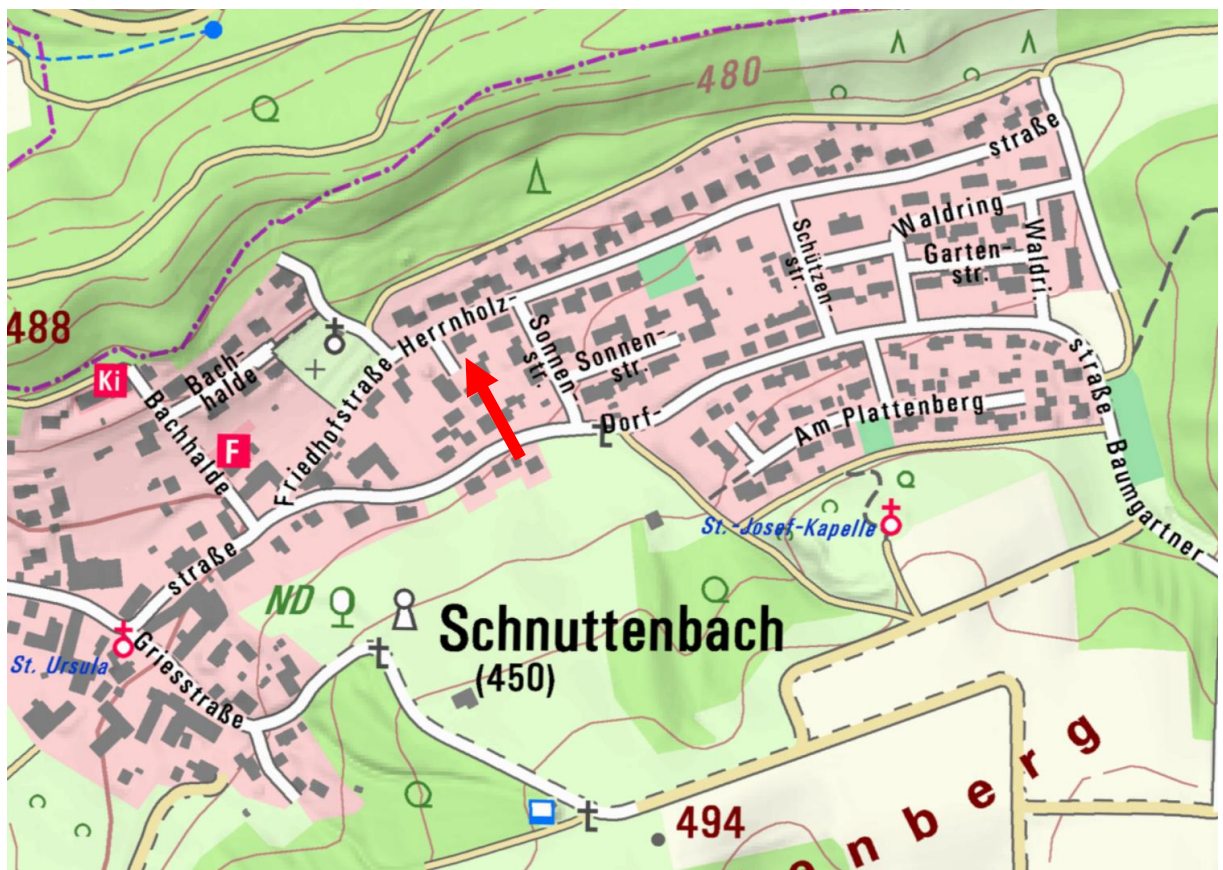 480
straße
Waldring
Garten-
str.
Waldri.
Schützen-
str.
488
Herrnholz-
Sonnen-
str.
Sonnen-
str.
Bach-
halde
Ki
Bachhalde
F
Friedhofstraße
Dorf-
straße
Am Plattenberg
Baumgartner
St.-Josef-Kapelle
straße
ND
Schnuttenbach
(450)
St. Ursula
Griesstraße
494
enberg